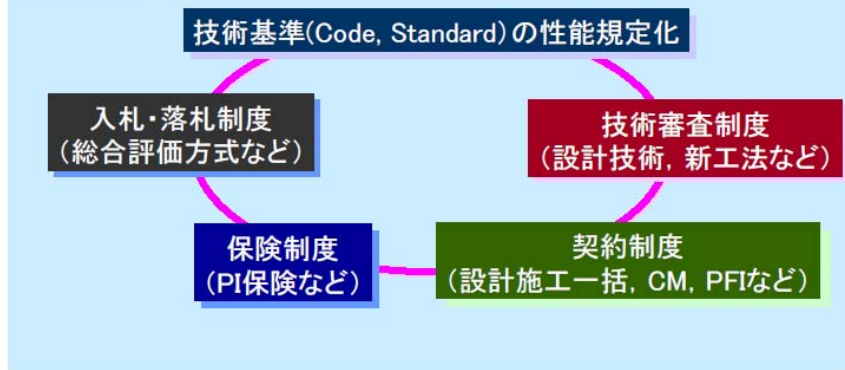 技術基準(Code, Standard)の性能規定化
入札・落札制度
(総合評価方式など)
技術審査制度
(設計技術, 新工法など)
保険制度
(PI保険など)
契約制度
(設計施工一括, CM, PFIなど)